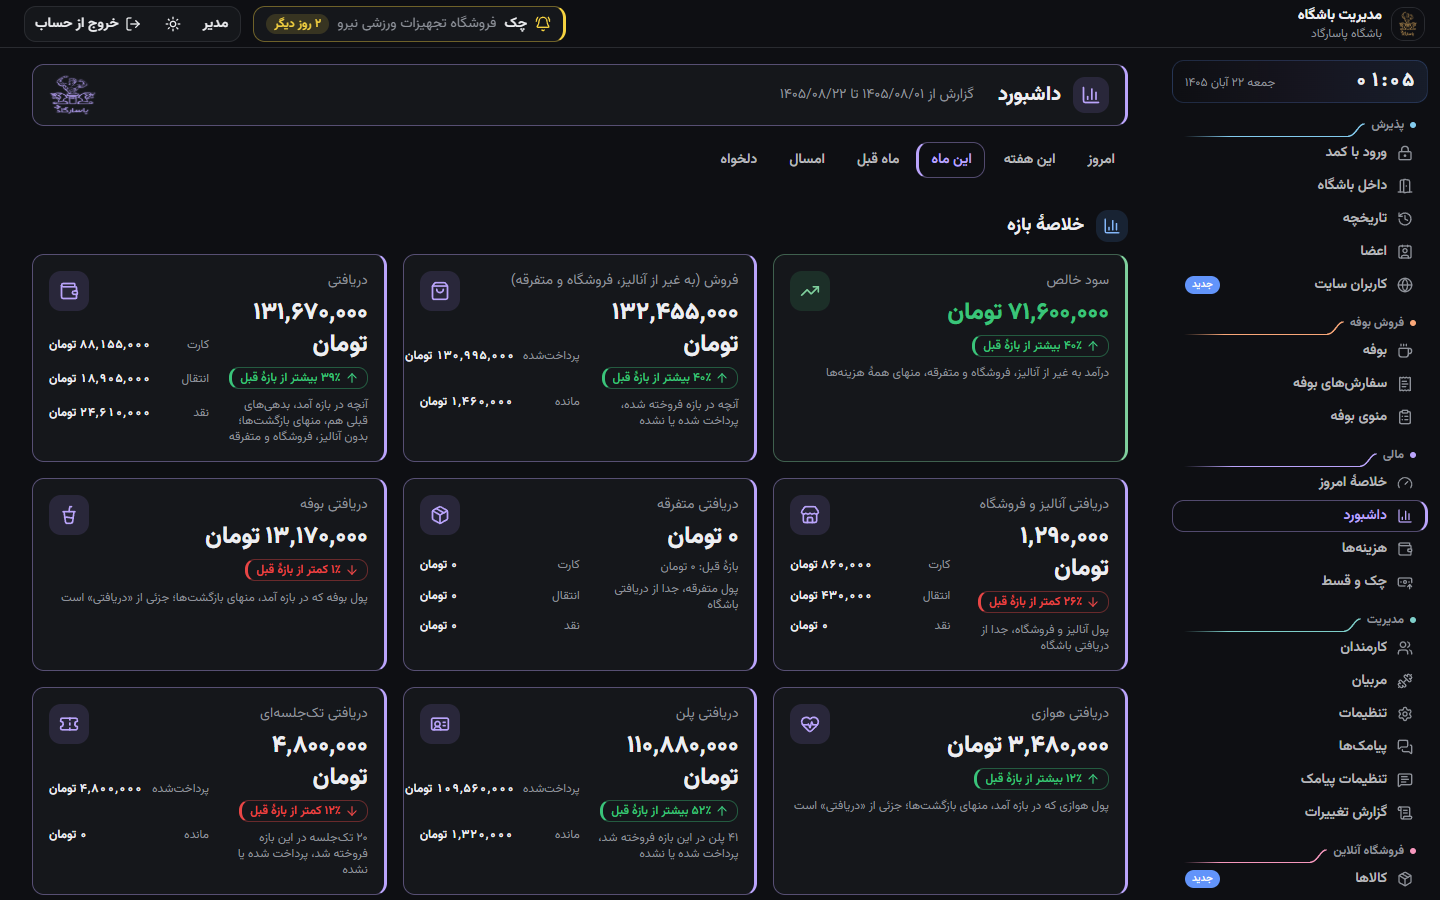 مدیریت باشگاه
باشگاه پاسارگاد
چک فروشگاه تجهیزات ورزشی نیرو ۲ روز دیگر
مدیر
خروج از حساب
۰۱:۰۵
جمعه ۲۲ آبان ۱۴۰۵
پذیرش
ورود با کمد
داخل باشگاه
تاریخچه
اعضا
کاربران سایت
جدید
فروش بوفه
بوفه
سفارش‌های بوفه
منوی بوفه
مالی
خلاصهٔ امروز
داشبورد
هزینه‌ها
چک و قسط
مدیریت
کارمندان
مربیان
تنظیمات
پیامک‌ها
تنظیمات پیامک
گزارش تغییرات
فروشگاه آنلاین
کالاها
جدید
داشبورد
گزارش از ۱۴۰۵/۰۸/۰۱ تا ۱۴۰۵/۰۸/۲۲
پاسارگاد
امروز
این هفته
این ماه
ماه قبل
امسال
دلخواه
خلاصهٔ بازه
سود خالص
۷۱,۶۰۰,۰۰۰ تومان
۴۰٪ بیشتر از بازهٔ قبل
درآمد به غیر از آنالیز، فروشگاه و متفرقه، منهای همهٔ هزینه‌ها
فروش (به غیر از آنالیز، فروشگاه و متفرقه)
۱۳۲,۴۵۵,۰۰۰
تومان
۴۰٪ بیشتر از بازهٔ قبل
آنچه در بازه فروخته شده،
پرداخت شده یا نشده
پرداخت‌شده ۱۳۰,۹۹۵,۰۰۰ تومان
مانده ۱,۴۶۰,۰۰۰ تومان
دریافتی
۱۳۱,۶۷۰,۰۰۰
تومان
۳۹٪ بیشتر از بازهٔ قبل
آنچه در بازه آمد، بدهی‌های
قبلی هم، منهای بازگشت‌ها؛
بدون آنالیز، فروشگاه و متفرقه
کارت ۸۸,۱۵۵,۰۰۰ تومان
انتقال ۱۸,۹۰۵,۰۰۰ تومان
نقد ۲۴,۶۱۰,۰۰۰ تومان
دریافتی آنالیز و فروشگاه
۱,۲۹۰,۰۰۰
تومان
۲۶٪ کمتر از بازهٔ قبل
پول آنالیز و فروشگاه، جدا از
دریافتی باشگاه
کارت ۸۶۰,۰۰۰ تومان
انتقال ۴۳۰,۰۰۰ تومان
نقد ۰ تومان
دریافتی متفرقه
۰ تومان
بازهٔ قبل: ۰ تومان
پول متفرقه، جدا از دریافتی
باشگاه
کارت ۰ تومان
انتقال ۰ تومان
نقد ۰ تومان
دریافتی بوفه
۱۳,۱۷۰,۰۰۰ تومان
۱٪ کمتر از بازهٔ قبل
پول بوفه که در بازه آمد، منهای بازگشت‌ها؛ جزئی از «دریافتی» است
دریافتی هوازی
۳,۴۸۰,۰۰۰ تومان
۱۲٪ بیشتر از بازهٔ قبل
پول هوازی که در بازه آمد، منهای بازگشت‌ها؛ جزئی از «دریافتی» است
دریافتی پلن
۱۱۰,۸۸۰,۰۰۰
تومان
۵۲٪ بیشتر از بازهٔ قبل
۴۱ پلن در این بازه فروخته شد،
پرداخت شده یا نشده
پرداخت‌شده ۱۰۹,۵۶۰,۰۰۰ تومان
مانده ۱,۳۲۰,۰۰۰ تومان
دریافتی تک‌جلسه‌ای
۴,۸۰۰,۰۰۰
تومان
۱۲٪ کمتر از بازهٔ قبل
۲۰ تک‌جلسه در این بازه
فروخته شد، پرداخت شده یا
نشده
پرداخت‌شده ۴,۸۰۰,۰۰۰ تومان
مانده ۰ تومان